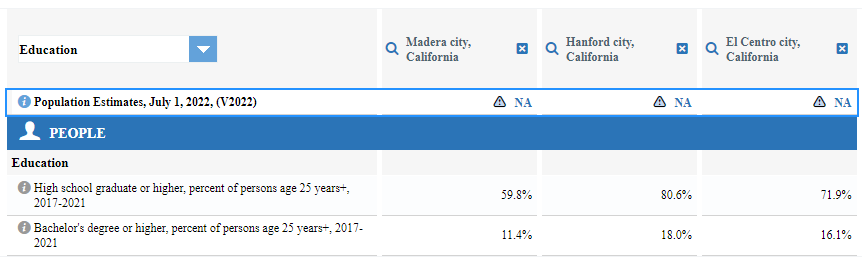 Education
Madera city,
California
Hanford city,
California
El Centro city,
California
Population Estimates, July 1, 2022, (V2022) NA NA NA
PEOPLE
Education
High school graduate or higher, percent of persons age 25 years+,
2017-2021 59.8% 80.6% 71.9%
Bachelor's degree or higher, percent of persons age 25 years+, 2017-
2021 11.4% 18.0% 16.1%